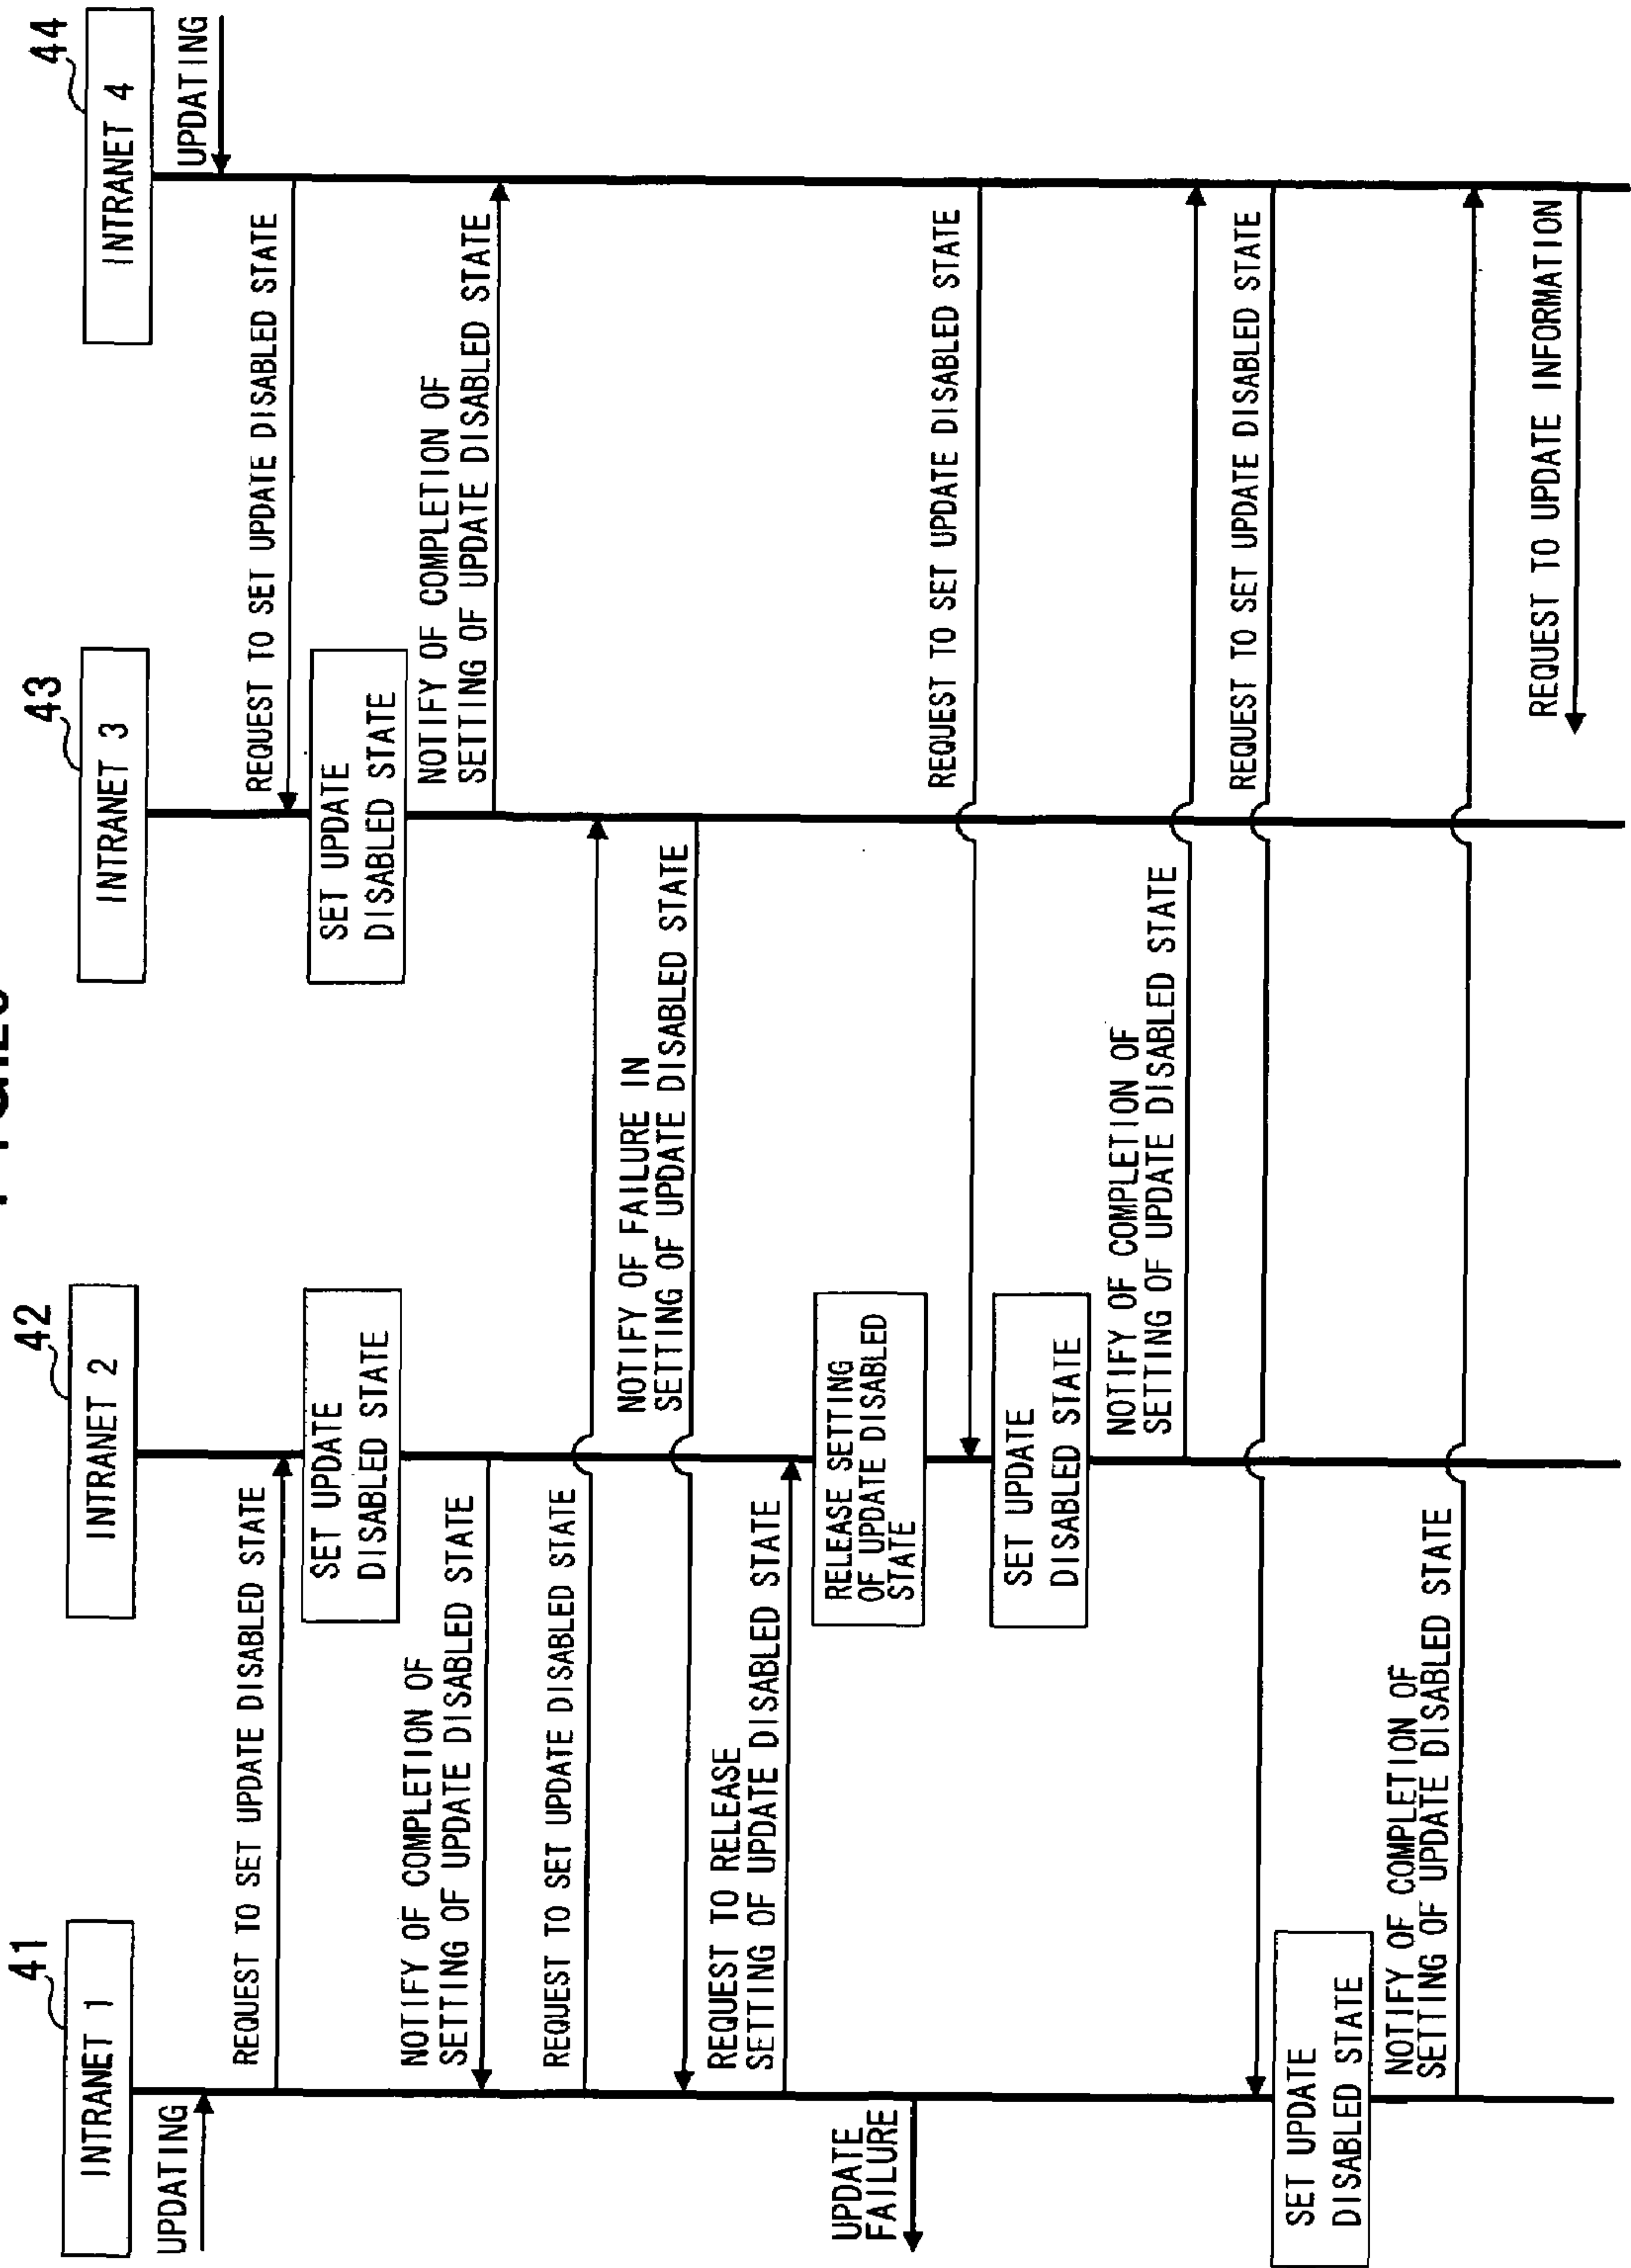 41
INTRANET 1
42
INTRANET 2
43
INTRANET 3
44
INTRANET 4
UPDATING
UPDATING
REQUEST TO SET UPDATE DISABLED STATE
REQUEST TO SET UPDATE DISABLED STATE
SET UPDATE
DISABLED STATE
SET UPDATE
DISABLED STATE
NOTIFY OF COMPLETION OF
SETTING OF UPDATE DISABLED STATE
NOTIFY OF COMPLETION OF
SETTING OF UPDATE DISABLED STATE
REQUEST TO SET UPDATE DISABLED STATE
NOTIFY OF FAILURE IN
SETTING OF UPDATE DISABLED STATE
REQUEST TO RELEASE
SETTING OF UPDATE DISABLED STATE
RELEASE SETTING
OF UPDATE DISABLED
STATE
UPDATE
FAILURE
REQUEST TO SET UPDATE DISABLED STATE
SET UPDATE
DISABLED STATE
NOTIFY OF COMPLETION OF
SETTING OF UPDATE DISABLED STATE
REQUEST TO SET UPDATE DISABLED STATE
SET UPDATE
DISABLED STATE
NOTIFY OF COMPLETION OF
SETTING OF UPDATE DISABLED STATE
REQUEST TO UPDATE INFORMATION